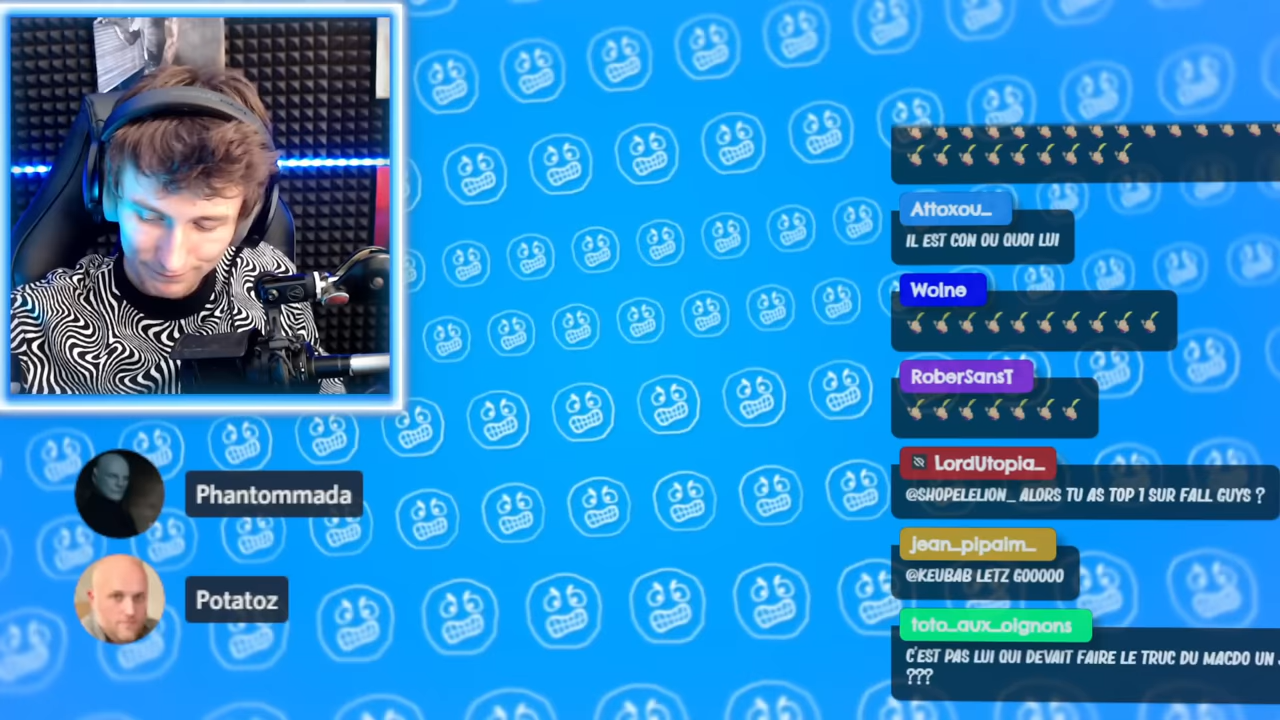 Phantommada
Potatoz
Attoxou_
IL EST CON OU QUOI LUI
Wolne
RoberSansT
LordUtopia_
@SHOPELELION_ ALORS TU AS TOP 1 SUR FALL GUYS ?
jean_pipaim_
@KEUBAB LETZ GOOOOO
toto_aux_oignons
C'EST PAS LUI QUI DEVAIT FAIRE LE TRUC DU MACDO UN
???